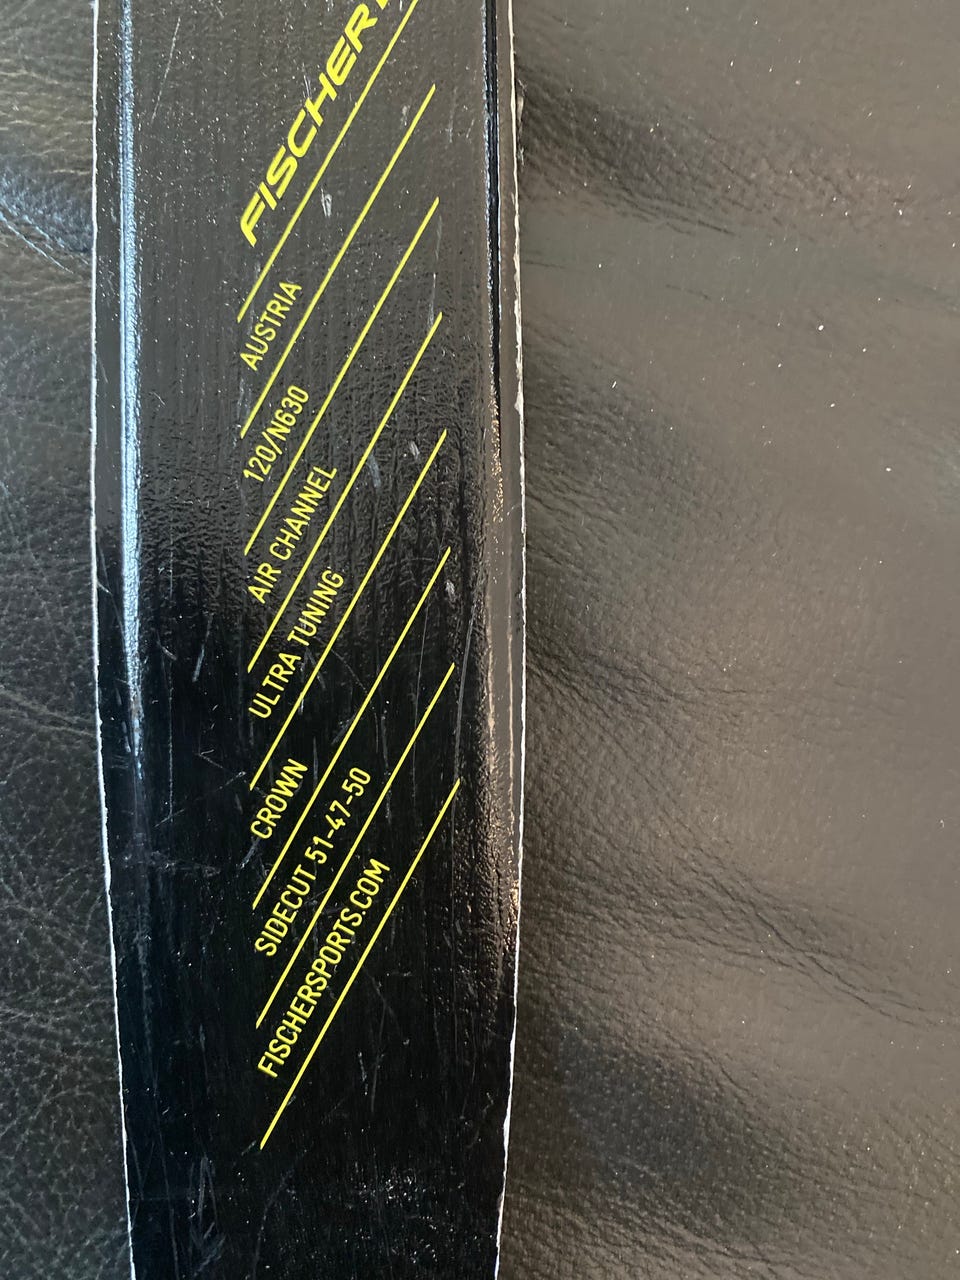 FISCHER
AUSTRIA
120/N630
AIR CHANNEL
ULTRA TUNING
CROWN
SIDECUT 51-47-50
FISCHERSPORTS.COM